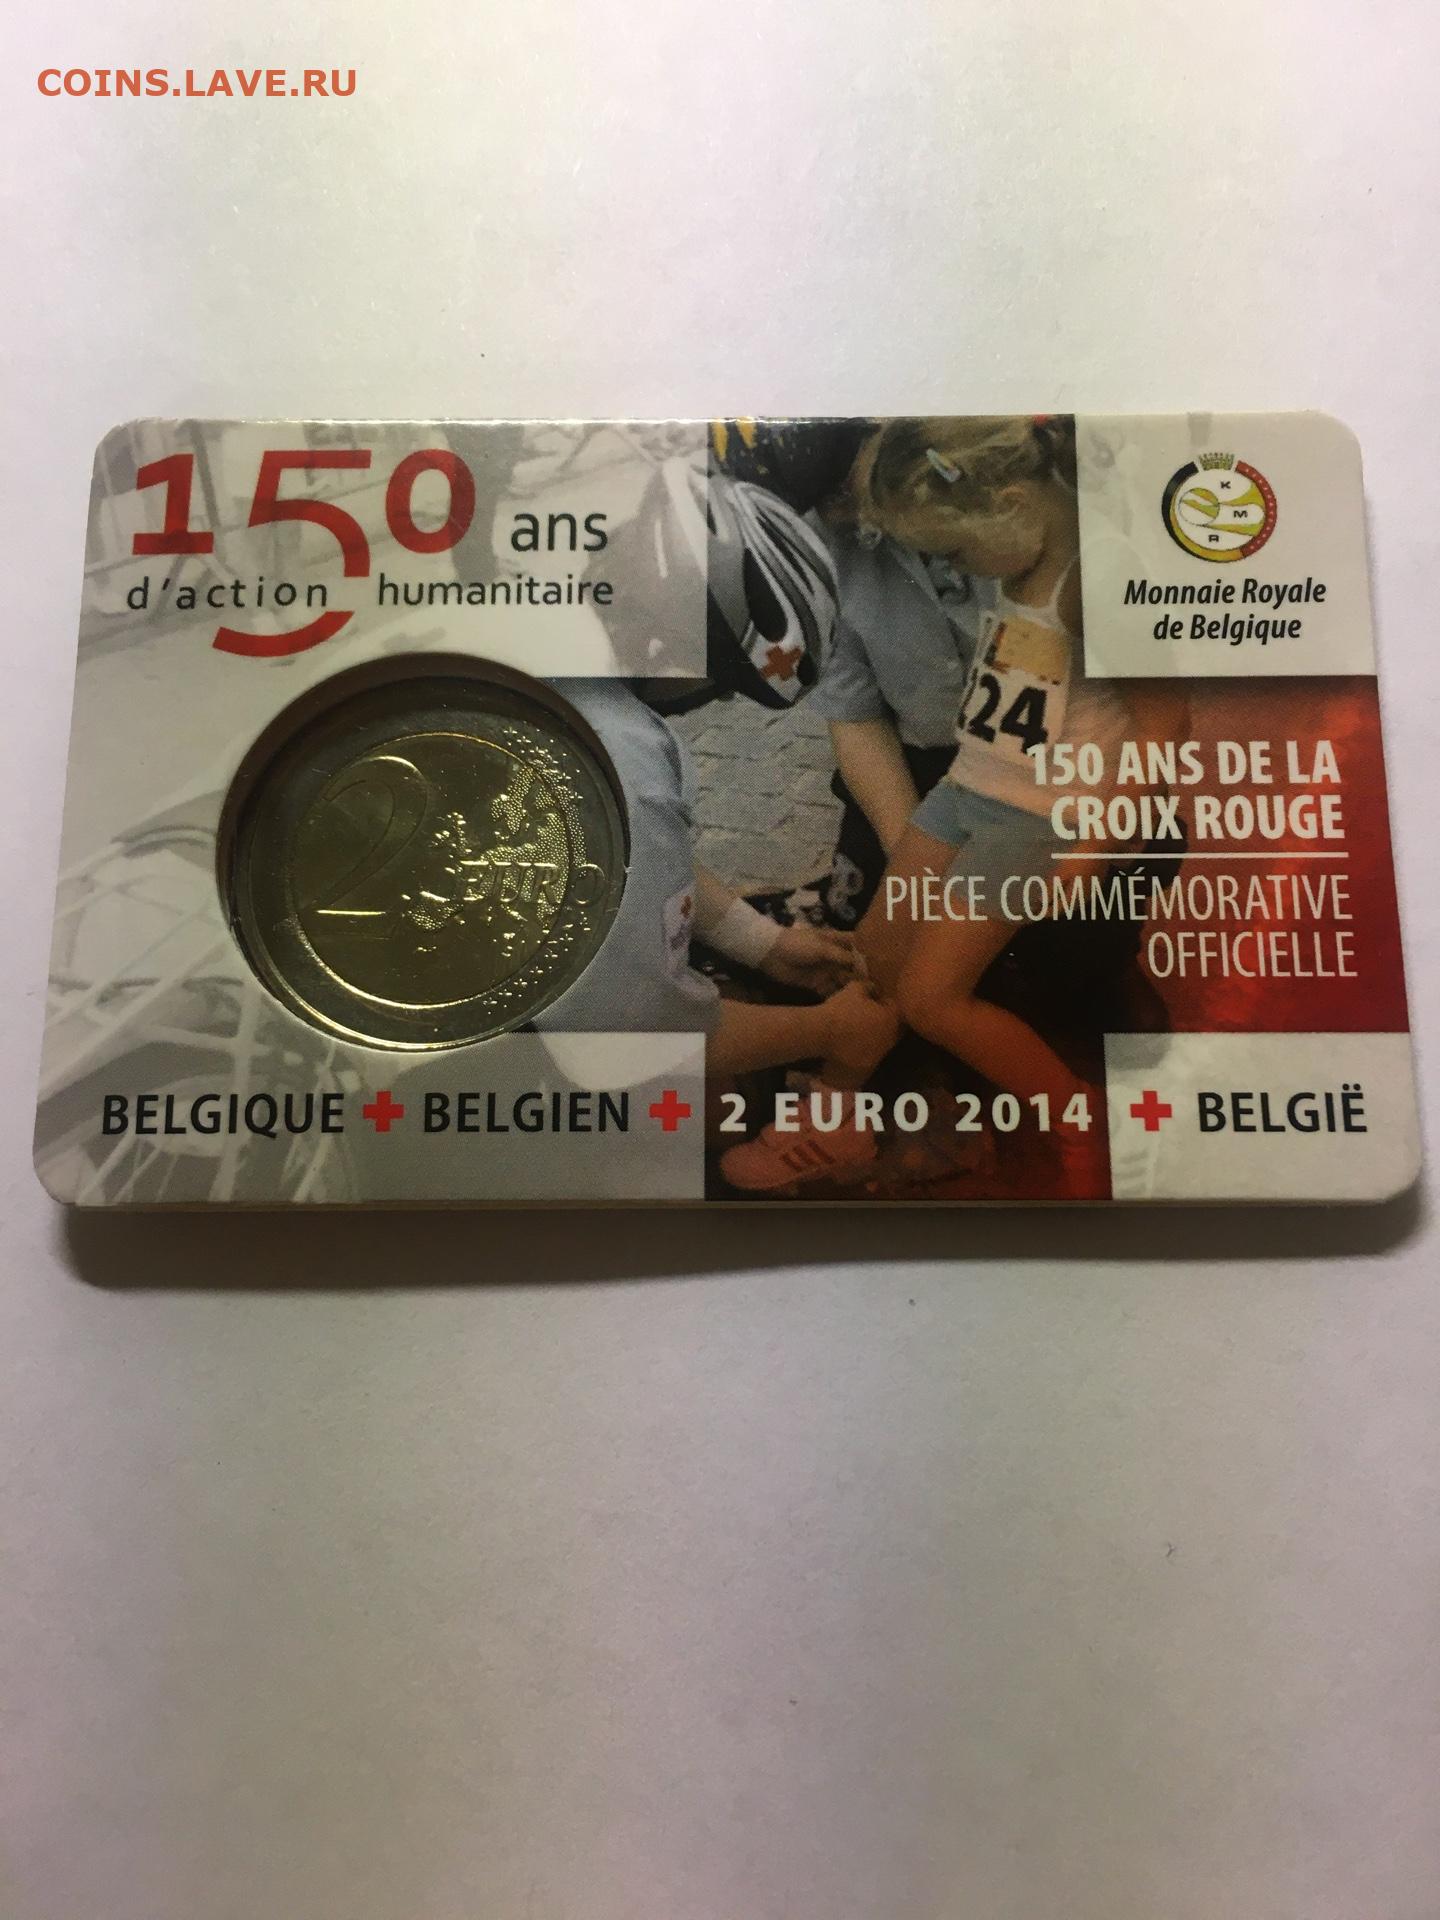 COINS.LAVE.RU
150 ans
d'action humanitaire
K
M
R
Monnaie Royale
de Belgique
224
150 ANS DE LA
CROIX ROUGE
PIÈCE COMMÉMORATIVE
OFFICIELLE
2 EURO
BELGIQUE + BELGIEN + 2 EURO 2014 + BELGIË